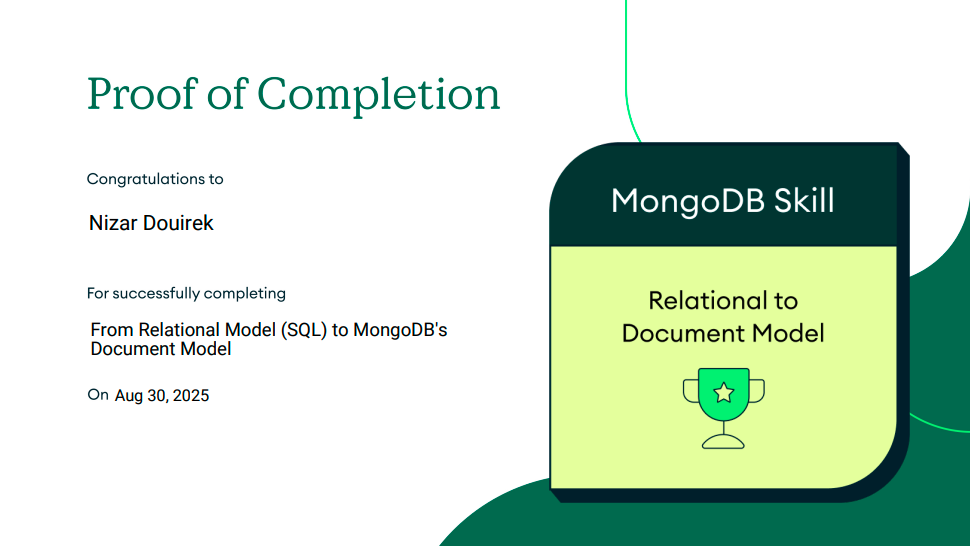 Proof of Completion
Congratulations to
Nizar Douirek
For successfully completing
From Relational Model (SQL) to MongoDB's
Document Model
On Aug 30, 2025
MongoDB Skill
Relational to
Document Model